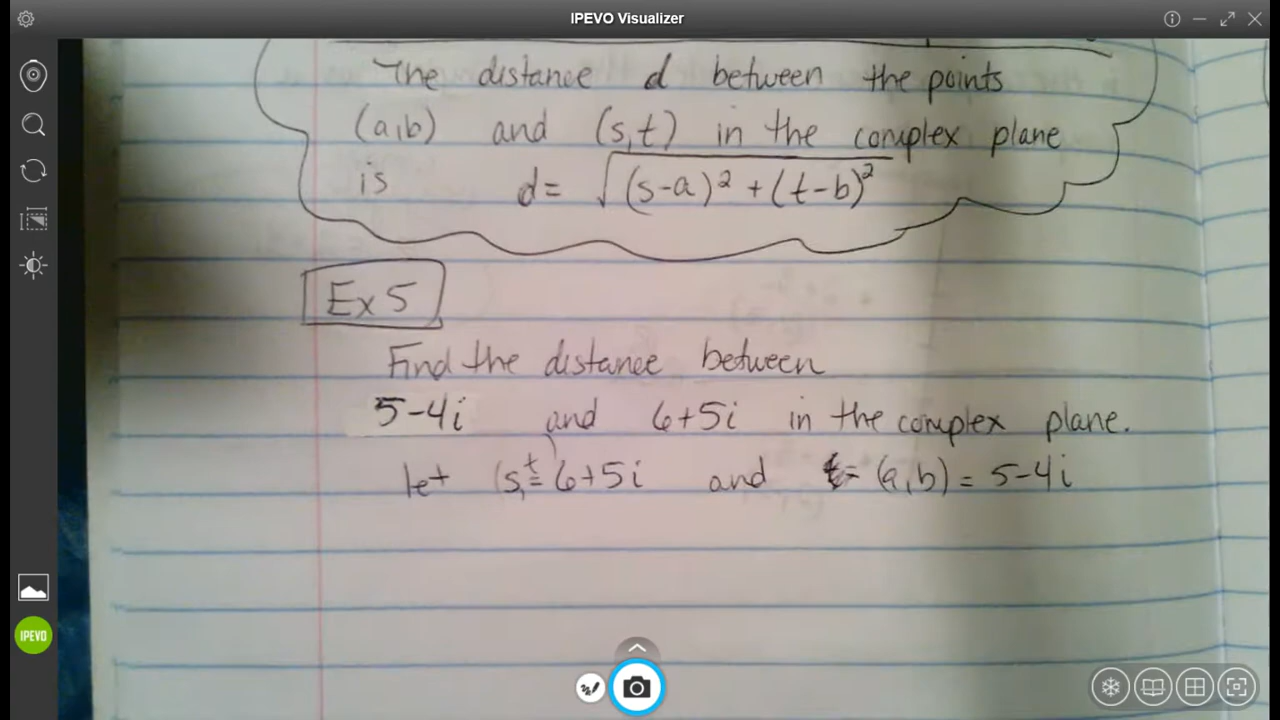 IPEVO Visualizer
The distance d between the points
(a,b) and (s,t) in the complex plane
is d= √(s-a)² + (t-b)²
Ex 5
Find the distance between
5-4i and 6+5i in the complex plane.
let (s,t = 6+5i and t= (a,b) = 5-4i
IPEVO